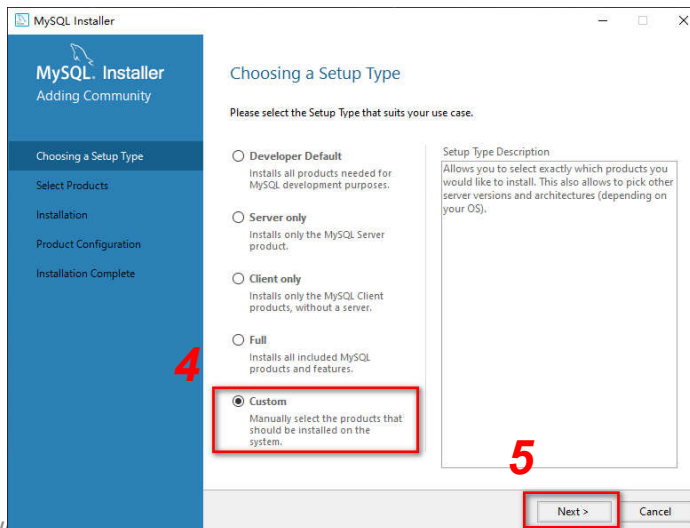 MySQL Installer
MySQL. Installer
Adding Community
Choosing a Setup Type
Select Products
Installation
Product Configuration
Installation Complete
Choosing a Setup Type
Please select the Setup Type that suits your use case.
Developer Default
Installs all products needed for
MySQL development purposes.
Server only
Installs only the MySQL Server
product.
Client only
Installs only the MySQL Client
products, without a server.
Full
Installs all included MySQL
products and features.
4
Custom
Manually select the products that
should be installed on the
system.
Setup Type Description
Allows you to select exactly which products you
would like to install. This also allows to pick other
server versions and architectures (depending on
your OS).
5
Next >
Cancel